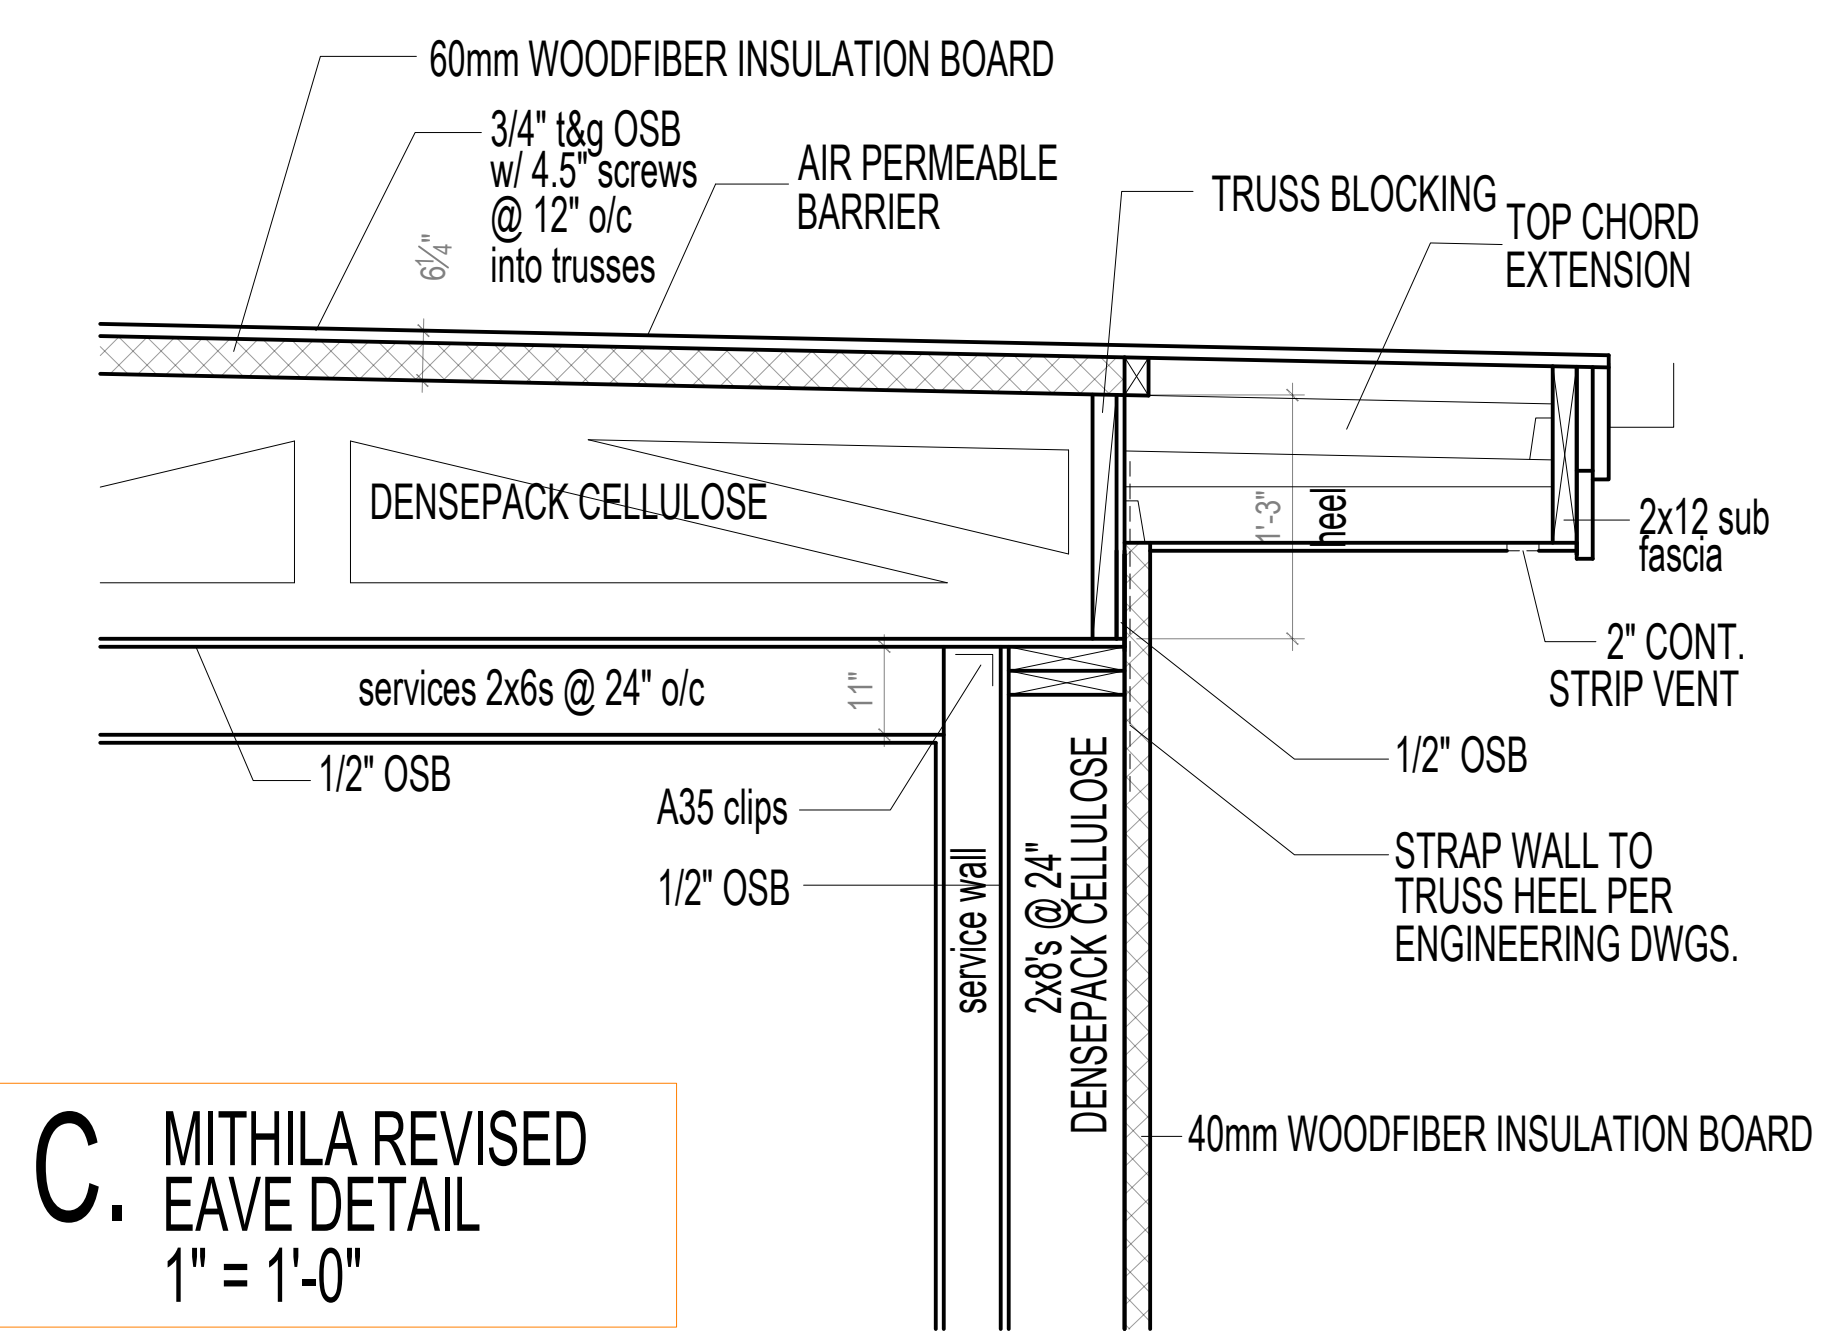 60mm WOODFIBER INSULATION BOARD
3/4" t&g OSB
w/ 4.5" screws
@ 12" o/c
into trusses
6¼"
AIR PERMEABLE
BARRIER
TRUSS BLOCKING
TOP CHORD
EXTENSION
DENSEPACK CELLULOSE
1'-3"
heel
2x12 sub
fascia
2" CONT.
STRIP VENT
services 2x6s @ 24" o/c
11"
1/2" OSB
1/2" OSB
A35 clips
1/2" OSB
service wall
2x8's @ 24"
DENSEPACK CELLULOSE
STRAP WALL TO
TRUSS HEEL PER
ENGINEERING DWGS.
40mm WOODFIBER INSULATION BOARD
C. MITHILA REVISED
EAVE DETAIL
1" = 1'-0"